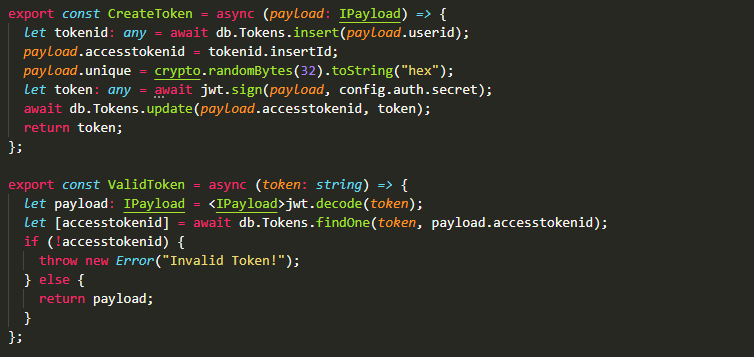 export const CreateToken = async (payload: IPayload) => {
let tokenid: any = await db.Tokens.insert(payload.userid);
payload.accesstokenid = tokenid.insertId;
payload.unique = crypto.randomBytes(32).toString("hex");
let token: any = await jwt.sign(payload, config.auth.secret);
await db.Tokens.update(payload.accesstokenid, token);
return token;
};
export const ValidToken = async (token: string) => {
let payload: IPayload = <IPayload>jwt.decode(token);
let [accesstokenid] = await db.Tokens.findOne(token, payload.accesstokenid);
if (!accesstokenid) {
throw new Error("Invalid Token!");
} else {
return payload;
}
};